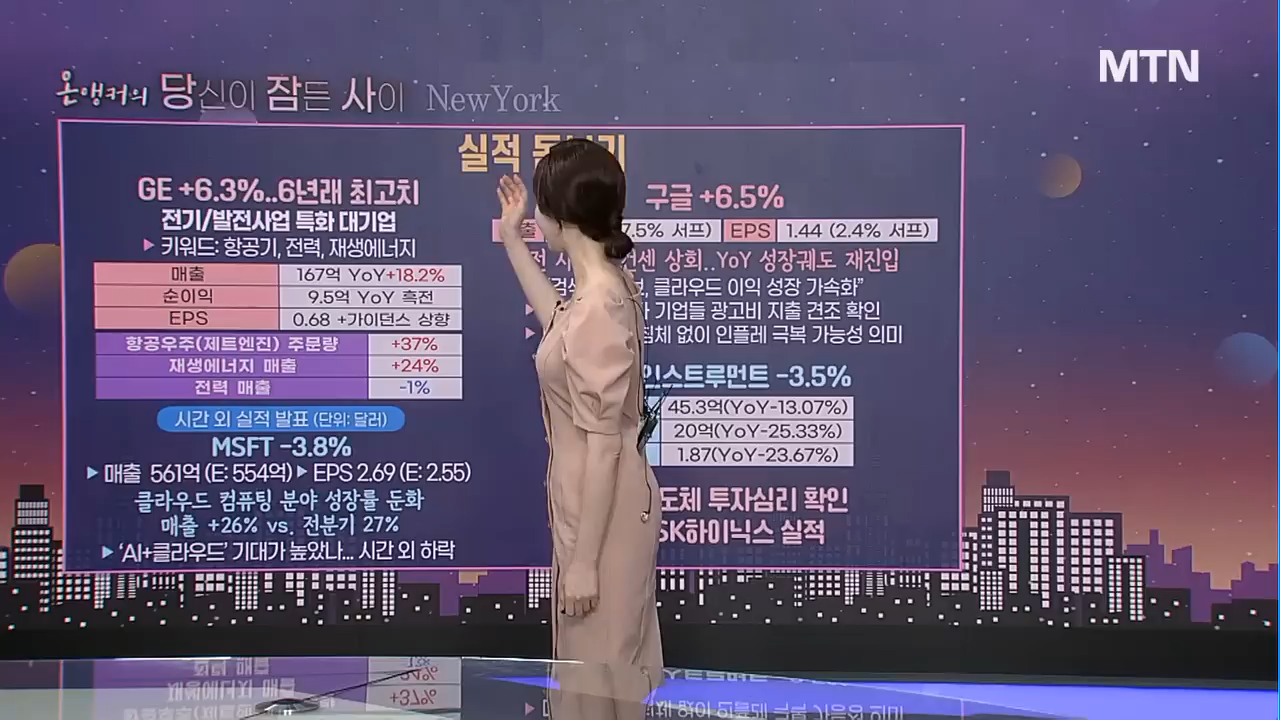 MTN
온앵커의 당신이 잠든 사이 NewYork
실적
GE +6.3%..6년래 최고치
전기/발전사업 특화 대기업
▶ 키워드: 항공기, 전력, 재생에너지
매출 167억 YoY+18.2%
순이익 9.5억 YoY 흑전
EPS 0.68 +가이던스 상향
항공우주(제트엔진) 주문량 +37%
재생에너지 매출 +24%
전력 매출 -1%
시간 외 실적 발표 (단위: 달러)
MSFT -3.8%
▶ 매출 561억 (E: 554억) ▶ EPS 2.69 (E: 2.55)
클라우드 컴퓨팅 분야 성장률 둔화
매출 +26% vs. 전분기 27%
▶ ‘AI+클라우드’ 기대가 높았나... 시간 외 하락
구글 +6.5%
7.5% 서프) EPS 1.44 (2.4% 서프)
상회..YoY 성장궤도 재진입
클라우드 이익 성장 가속화”
기업들 광고비 지출 견조 확인
없이 인플레 극복 가능성 의미
인스트루먼트 -3.5%
45.3억(YoY-13.07%)
20억(YoY-25.33%)
1.87(YoY-23.67%)
도체 투자심리 확인
SK하이닉스 실적